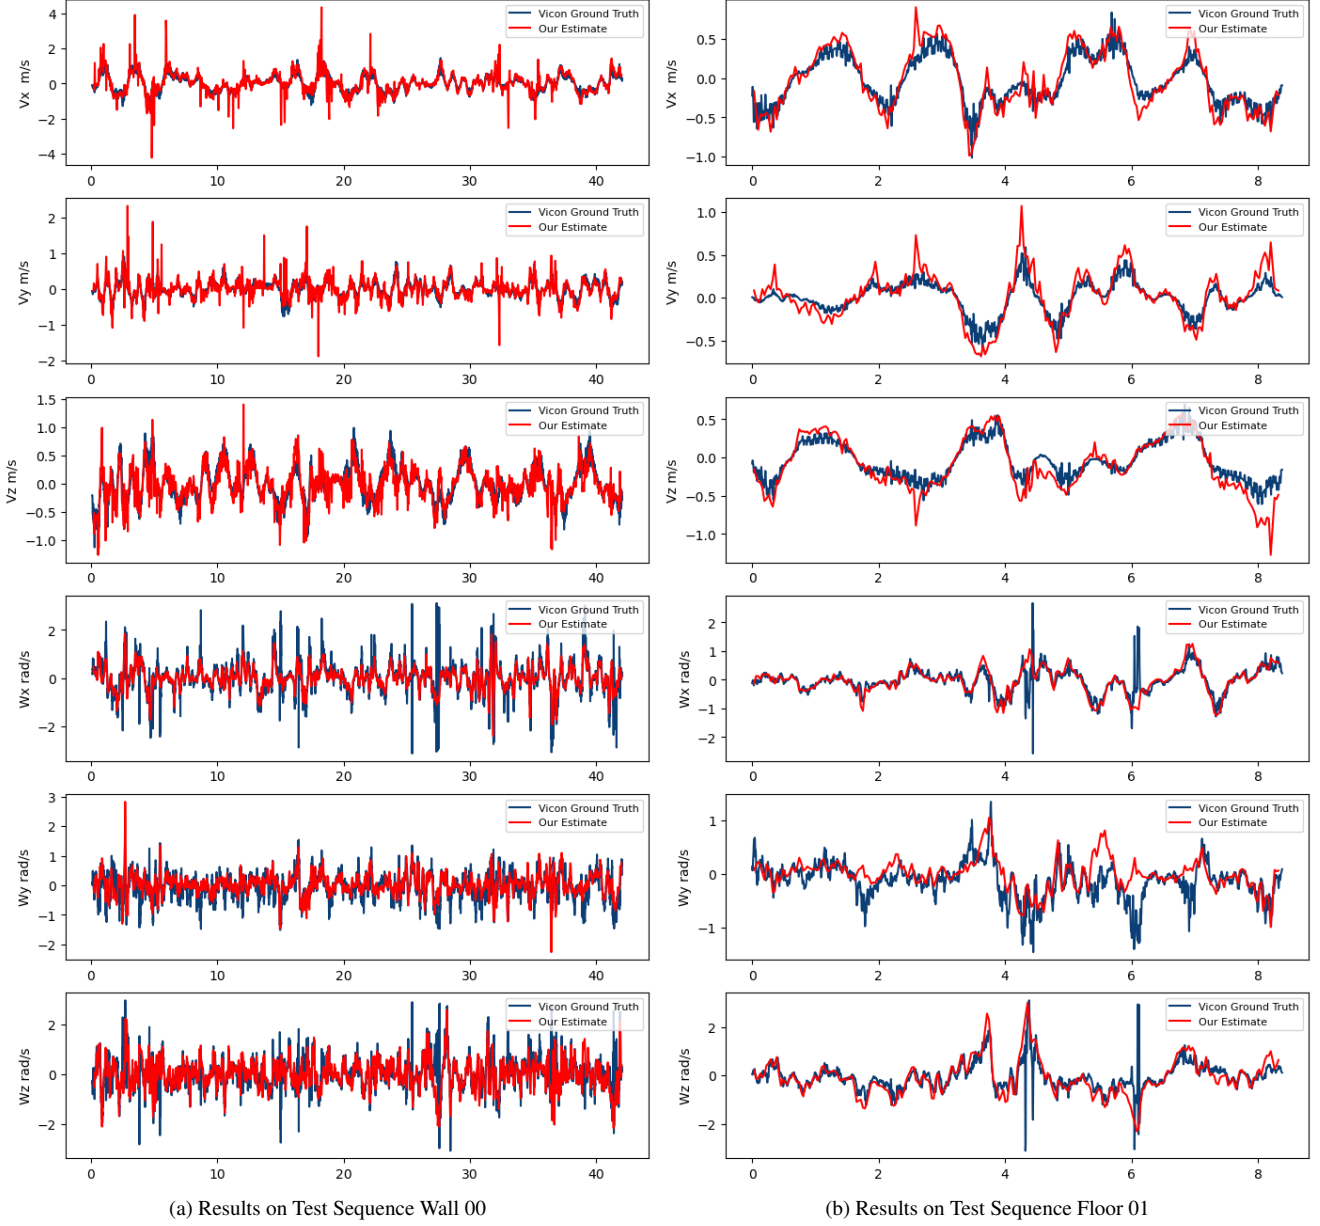 4
2
0
−2
−4
Vx m/s
0
10
20
30
40
Vicon Ground Truth
Our Estimate
2
1
0
−1
−2
Vy m/s
0
10
20
30
40
Vicon Ground Truth
Our Estimate
1.5
1.0
0.5
0.0
−0.5
−1.0
Vz m/s
0
10
20
30
40
Vicon Ground Truth
Our Estimate
2
0
−2
Wx rad/s
0
10
20
30
40
Vicon Ground Truth
Our Estimate
3
2
1
0
−1
−2
Wy rad/s
0
10
20
30
40
Vicon Ground Truth
Our Estimate
2
0
−2
Wz rad/s
0
10
20
30
40
Vicon Ground Truth
Our Estimate
(a) Results on Test Sequence Wall 00
0.5
0.0
−0.5
−1.0
Vx m/s
0
2
4
6
8
Vicon Ground Truth
Our Estimate
1.0
0.5
0.0
−0.5
Vy m/s
0
2
4
6
8
Vicon Ground Truth
Our Estimate
0.5
0.0
−0.5
−1.0
Vz m/s
0
2
4
6
8
Vicon Ground Truth
Our Estimate
2
1
0
−1
−2
Wx rad/s
0
2
4
6
8
Vicon Ground Truth
Our Estimate
1
0
−1
Wy rad/s
0
2
4
6
8
Vicon Ground Truth
Our Estimate
2
0
−2
Wz rad/s
0
2
4
6
8
Vicon Ground Truth
Our Estimate
(b) Results on Test Sequence Floor 01